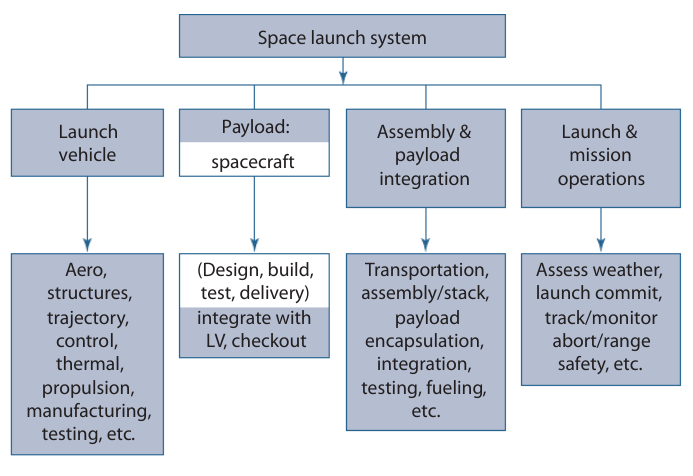 Space launch system
Launch
vehicle
Payload:
spacecraft
Assembly &
payload
integration
Launch &
mission
operations
Aero,
structures,
trajectory,
control,
thermal,
propulsion,
manufacturing,
testing, etc.
(Design, build,
test, delivery)
integrate with
LV, checkout
Transportation,
assembly/stack,
payload
encapsulation,
integration,
testing, fueling,
etc.
Assess weather,
launch commit,
track/monitor
abort/range
safety, etc.